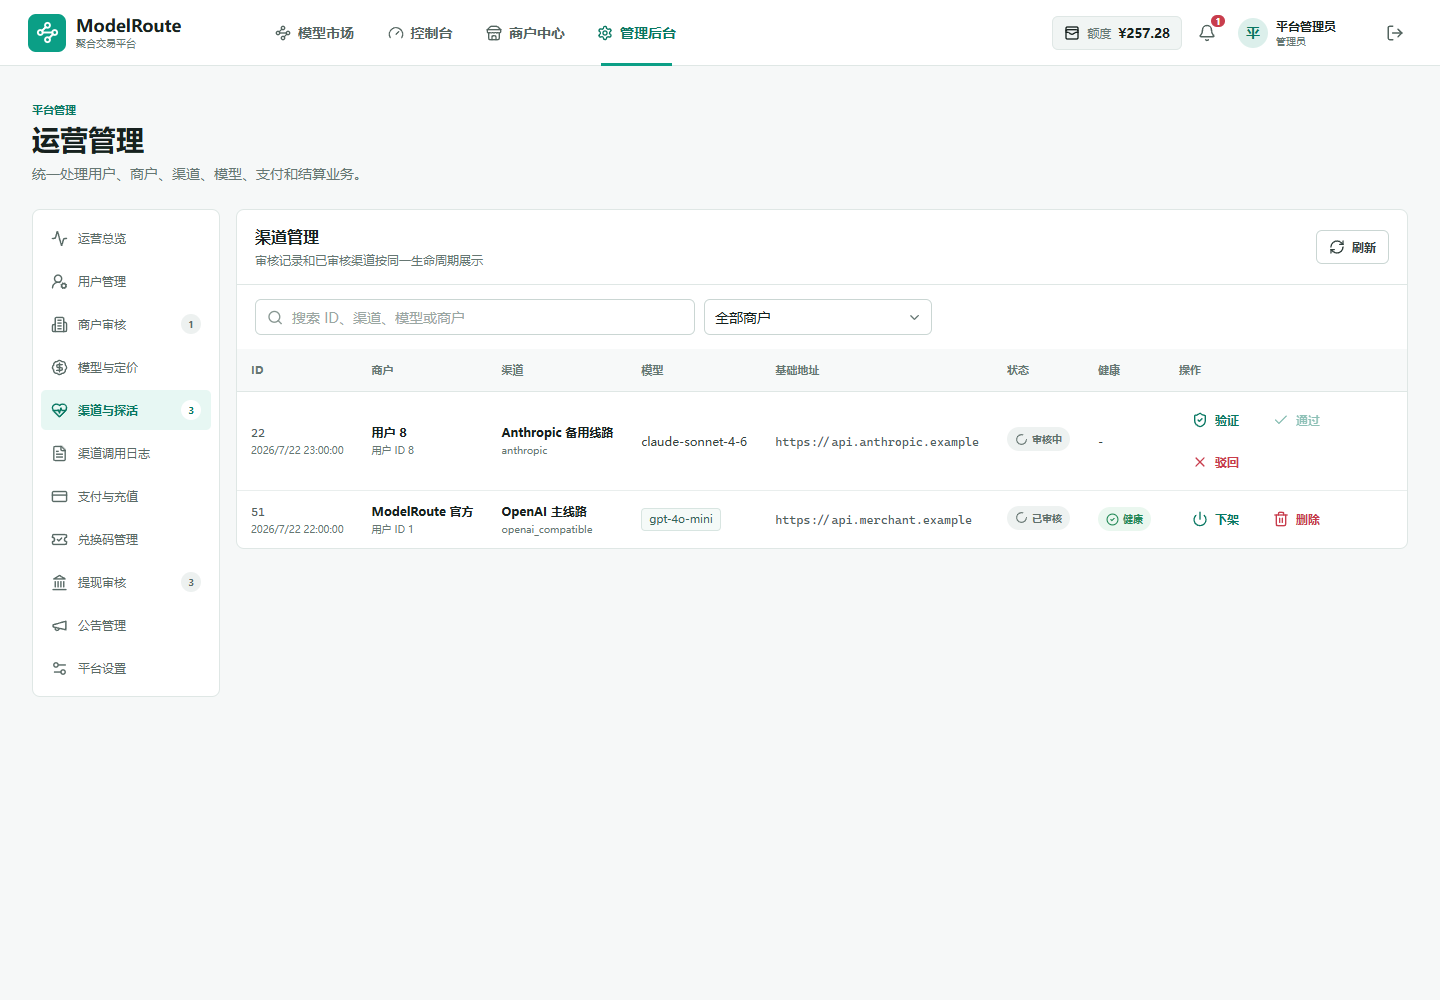 ModelRoute
聚合交易平台
模型市场
控制台
商户中心
管理后台
额度 ¥257.28
1
平
平台管理员
管理员
平台管理
运营管理
统一处理用户、商户、渠道、模型、支付和结算业务。
运营总览
用户管理
商户审核 1
模型与定价
渠道与探活 3
渠道调用日志
支付与充值
兑换码管理
提现审核 3
公告管理
平台设置
渠道管理
审核记录和已审核渠道按同一生命周期展示
刷新
搜索 ID、渠道、模型或商户
全部商户
ID 商户 渠道 模型 基础地址 状态 健康 操作
22
2026/7/22 23:00:00
用户 8
用户 ID 8
Anthropic 备用线路
anthropic
claude-sonnet-4-6
https://api.anthropic.example
审核中
-
验证
通过
驳回
51
2026/7/22 22:00:00
ModelRoute 官方
用户 ID 1
OpenAI 主线路
openai_compatible
gpt-4o-mini
https://api.merchant.example
已审核
健康
下架
删除